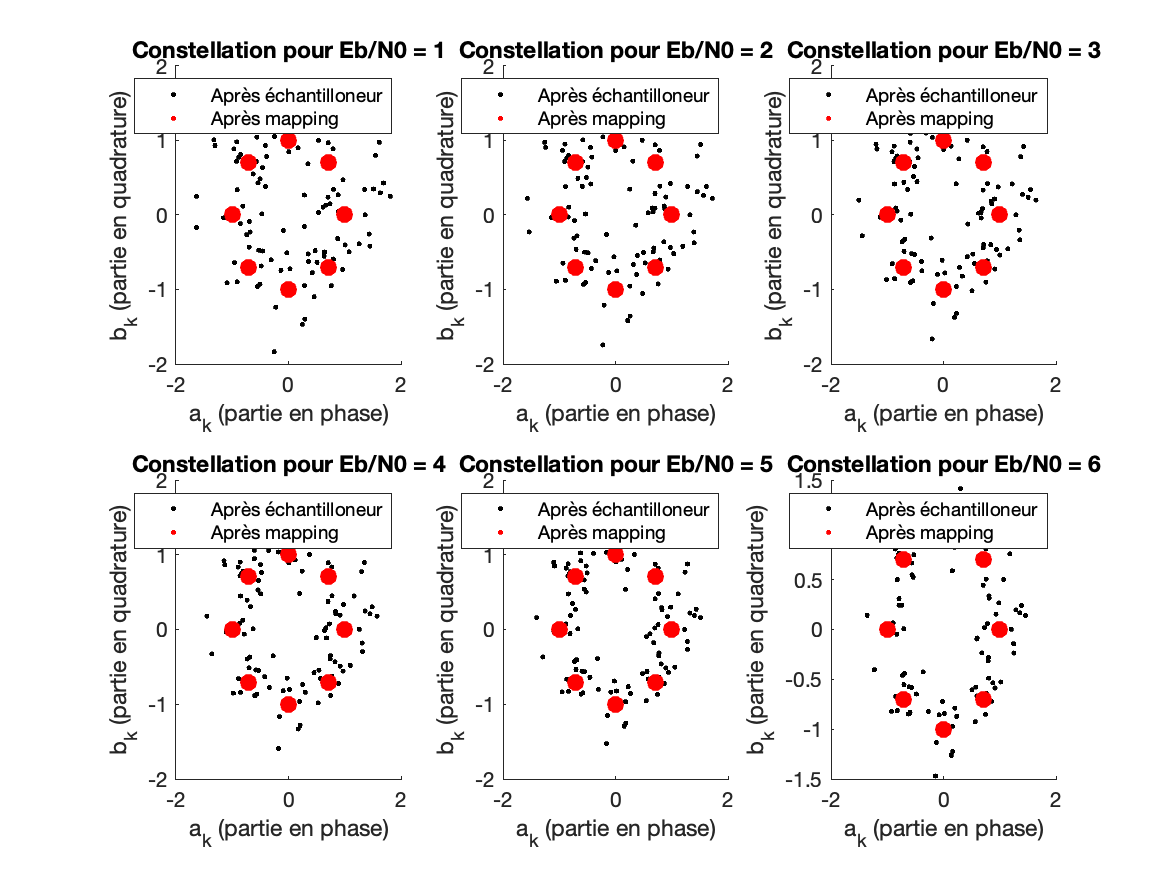 Constellation pour Eb/N0 = 1
Constellation pour Eb/N0 = 2
Constellation pour Eb/N0 = 3
2
1
0
-1
-2
-2
0
2
b_k (partie en quadrature)
a_k (partie en phase)
Après échantilloneur
Après mapping
2
1
0
-1
-2
-2
0
2
b_k (partie en quadrature)
a_k (partie en phase)
Après échantilloneur
Après mapping
2
1
0
-1
-2
-2
0
2
b_k (partie en quadrature)
a_k (partie en phase)
Après échantilloneur
Après mapping
Constellation pour Eb/N0 = 4
Constellation pour Eb/N0 = 5
Constellation pour Eb/N0 = 6
2
1
0
-1
-2
-2
0
2
b_k (partie en quadrature)
a_k (partie en phase)
Après échantilloneur
Après mapping
2
1
0
-1
-2
-2
0
2
b_k (partie en quadrature)
a_k (partie en phase)
Après échantilloneur
Après mapping
1.5
0.5
0
-0.5
-1
-1.5
-2
0
2
b_k (partie en quadrature)
a_k (partie en phase)
Après échantilloneur
Après mapping